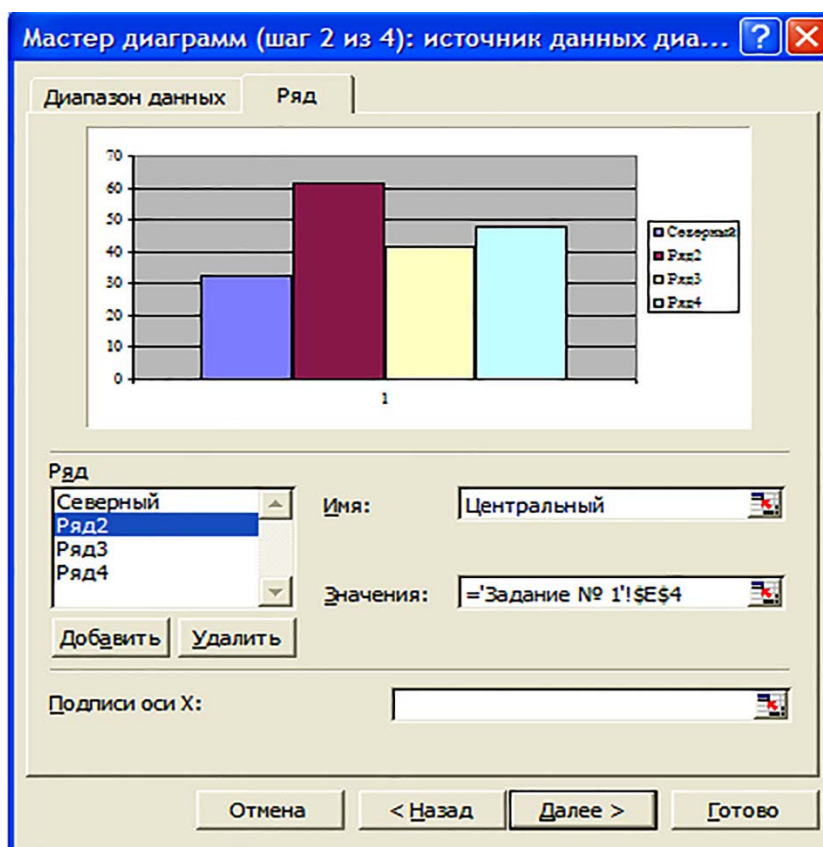 Мастер диаграмм (шаг 2 из 4): источник данных диа...
Диапазон данных
Ряд
70
60
50
40
30
20
10
0
1
Северный
Ряд2
Ряд3
Ряд4
Ряд
Северный
Ряд2
Ряд3
Ряд4
Имя:
Центральный
Значения:
='Задание № 1'!$E$4
Добавить
Удалить
Подписи оси X:
Отмена
< Назад
Далее >
Готово